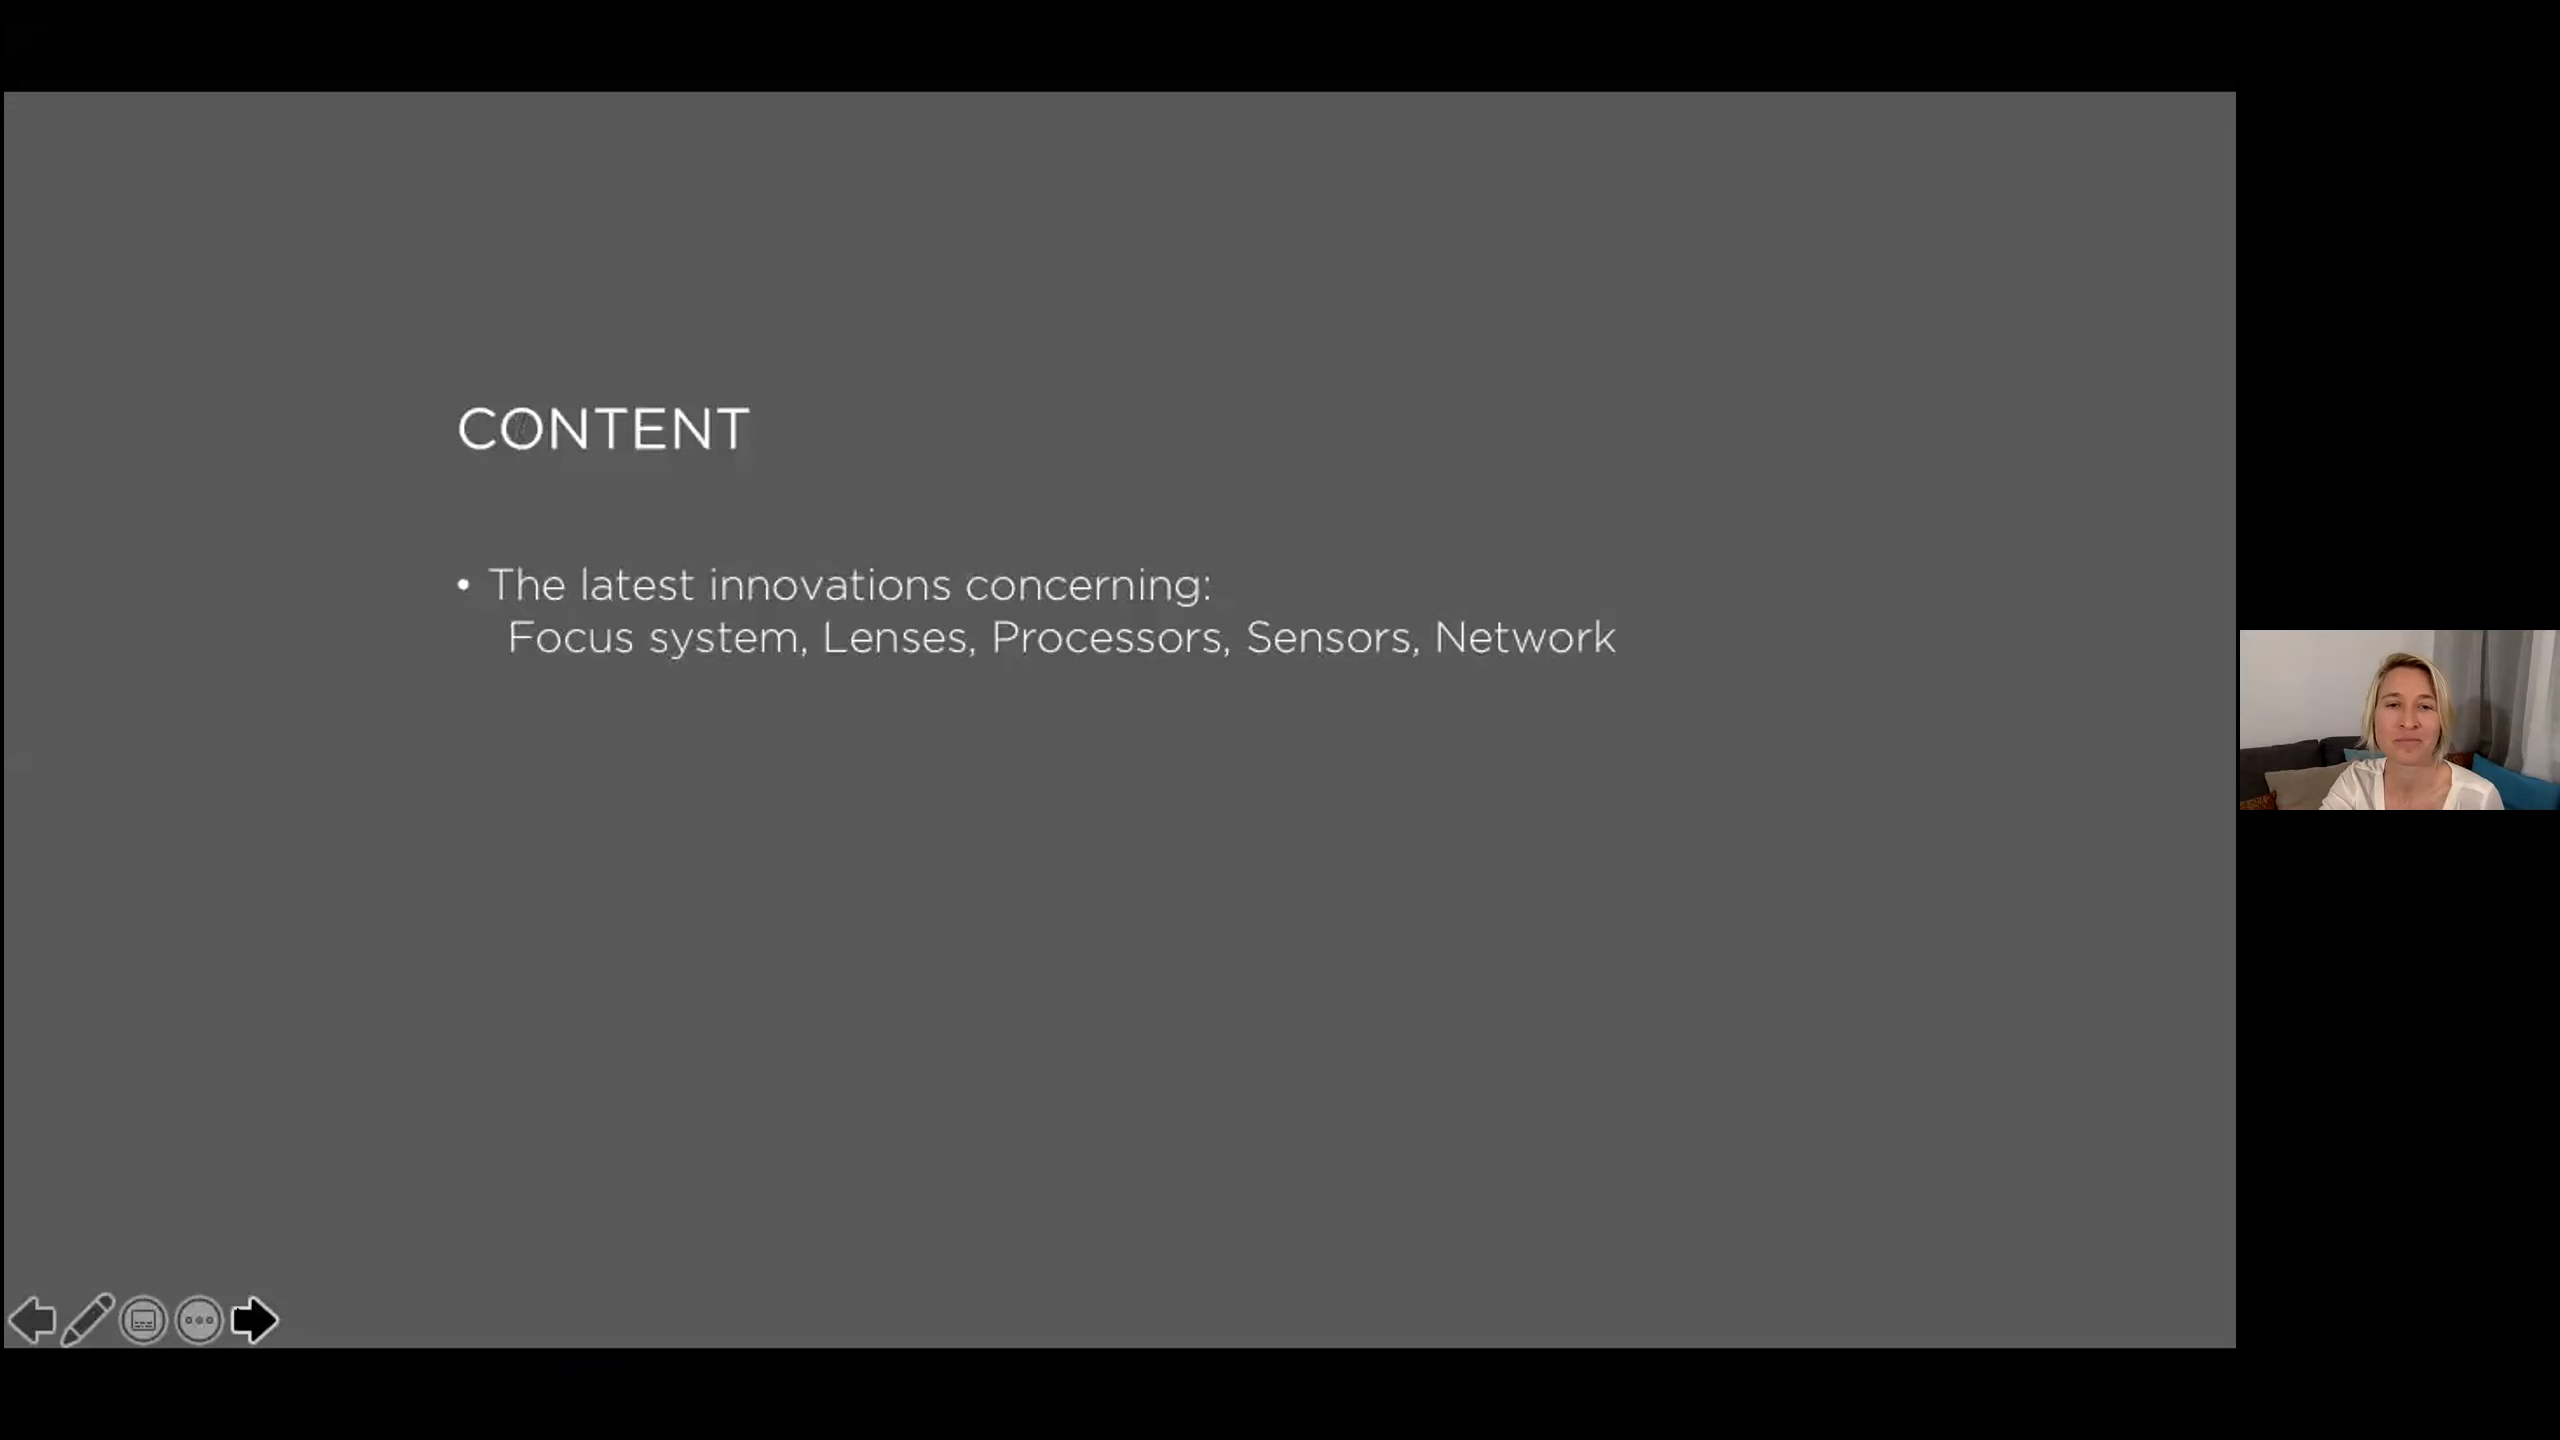 CONTENT
• The latest innovations concerning:
Focus system, Lenses, Processors, Sensors, Network